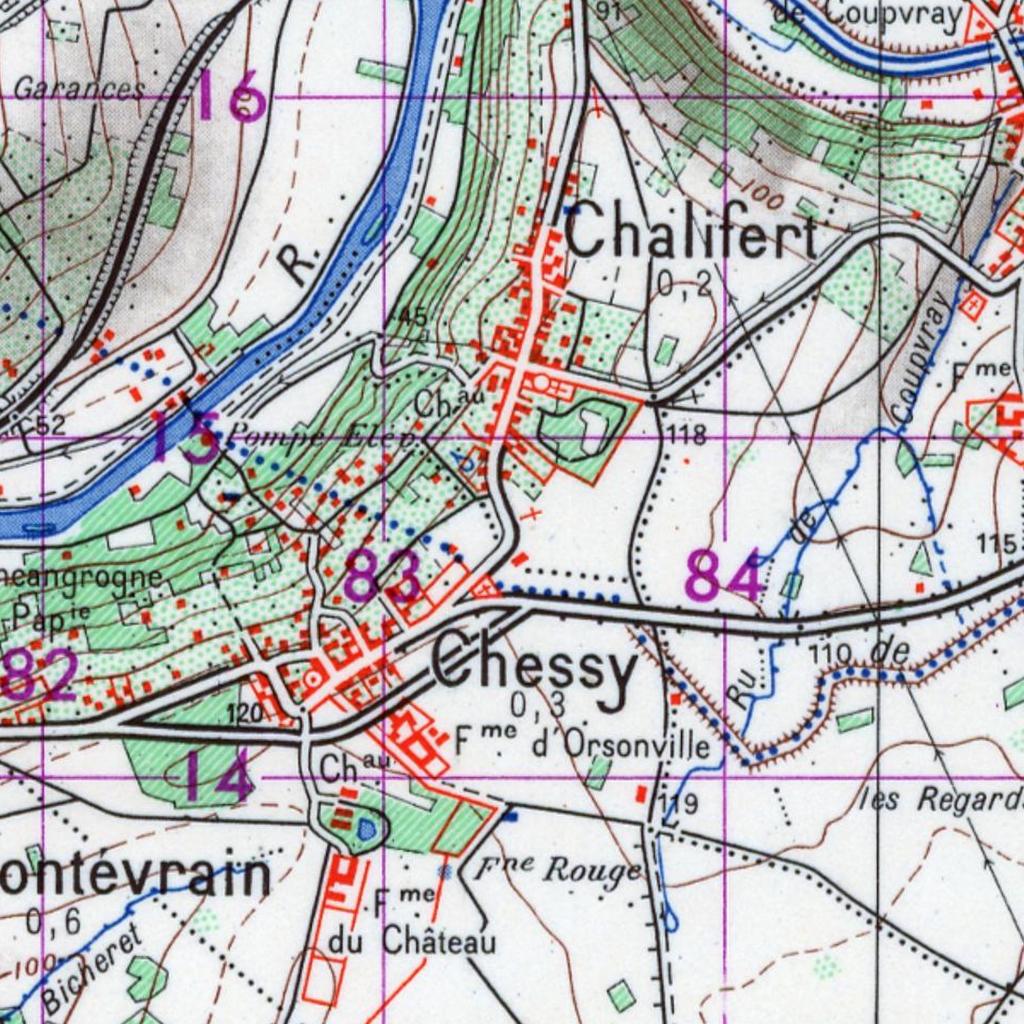 91
de Coupvray
Garances
16
100
Chalifert
R.
0,2
45
Coupvray
Fme
Chau
52
15
Pompe Elep.
118
de
115
83
84
Papie
82
Chessy
110 de
0,3
Ru
120
Fme d'Orsonville
14
Chau
119
les Regard
Fne Rouge
ontévrain
Fme
0,6
du Château
100
Bicheret